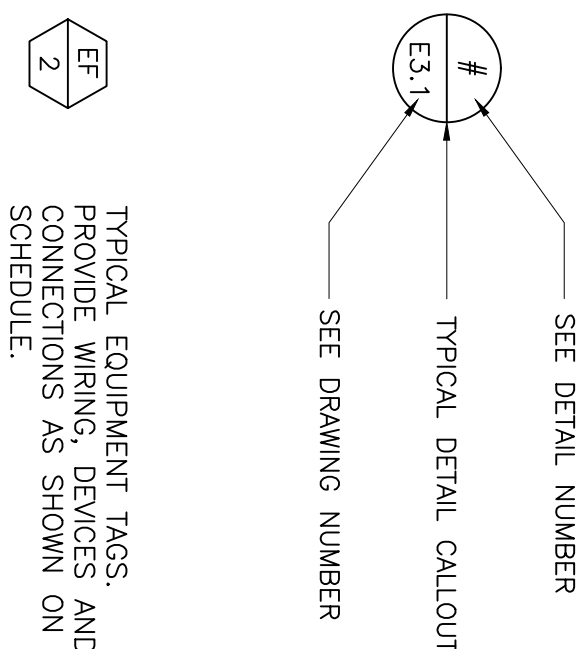 #
E3.1
SEE DETAIL NUMBER
TYPICAL DETAIL CALLOUT
SEE DRAWING NUMBER
EF
2
TYPICAL EQUIPMENT TAGS.
PROVIDE WIRING, DEVICES AND
CONNECTIONS AS SHOWN ON
SCHEDULE.